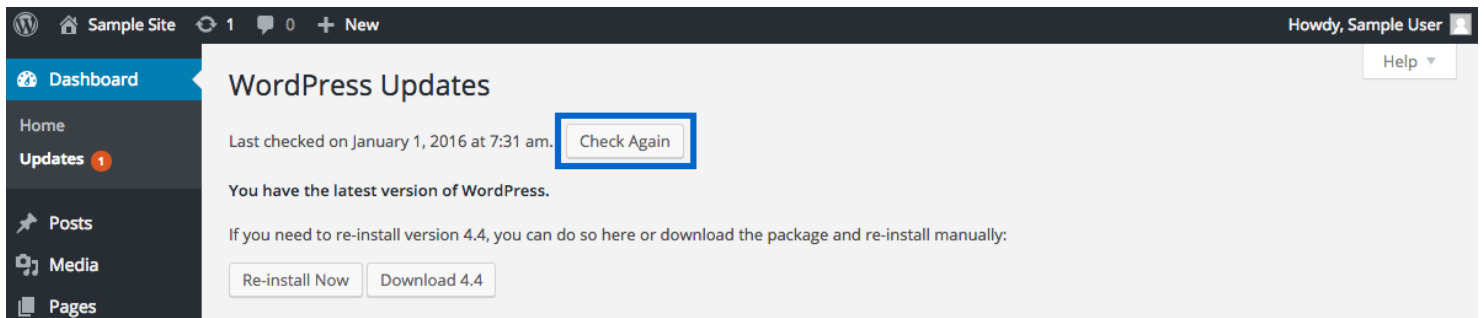 Sample Site 1 0 + New Howdy, Sample User
Help ▼
Dashboard
Home
Updates 1
Posts
Media
Pages
WordPress Updates
Last checked on January 1, 2016 at 7:31 am. Check Again
You have the latest version of WordPress.
If you need to re-install version 4.4, you can do so here or download the package and re-install manually:
Re-install Now Download 4.4